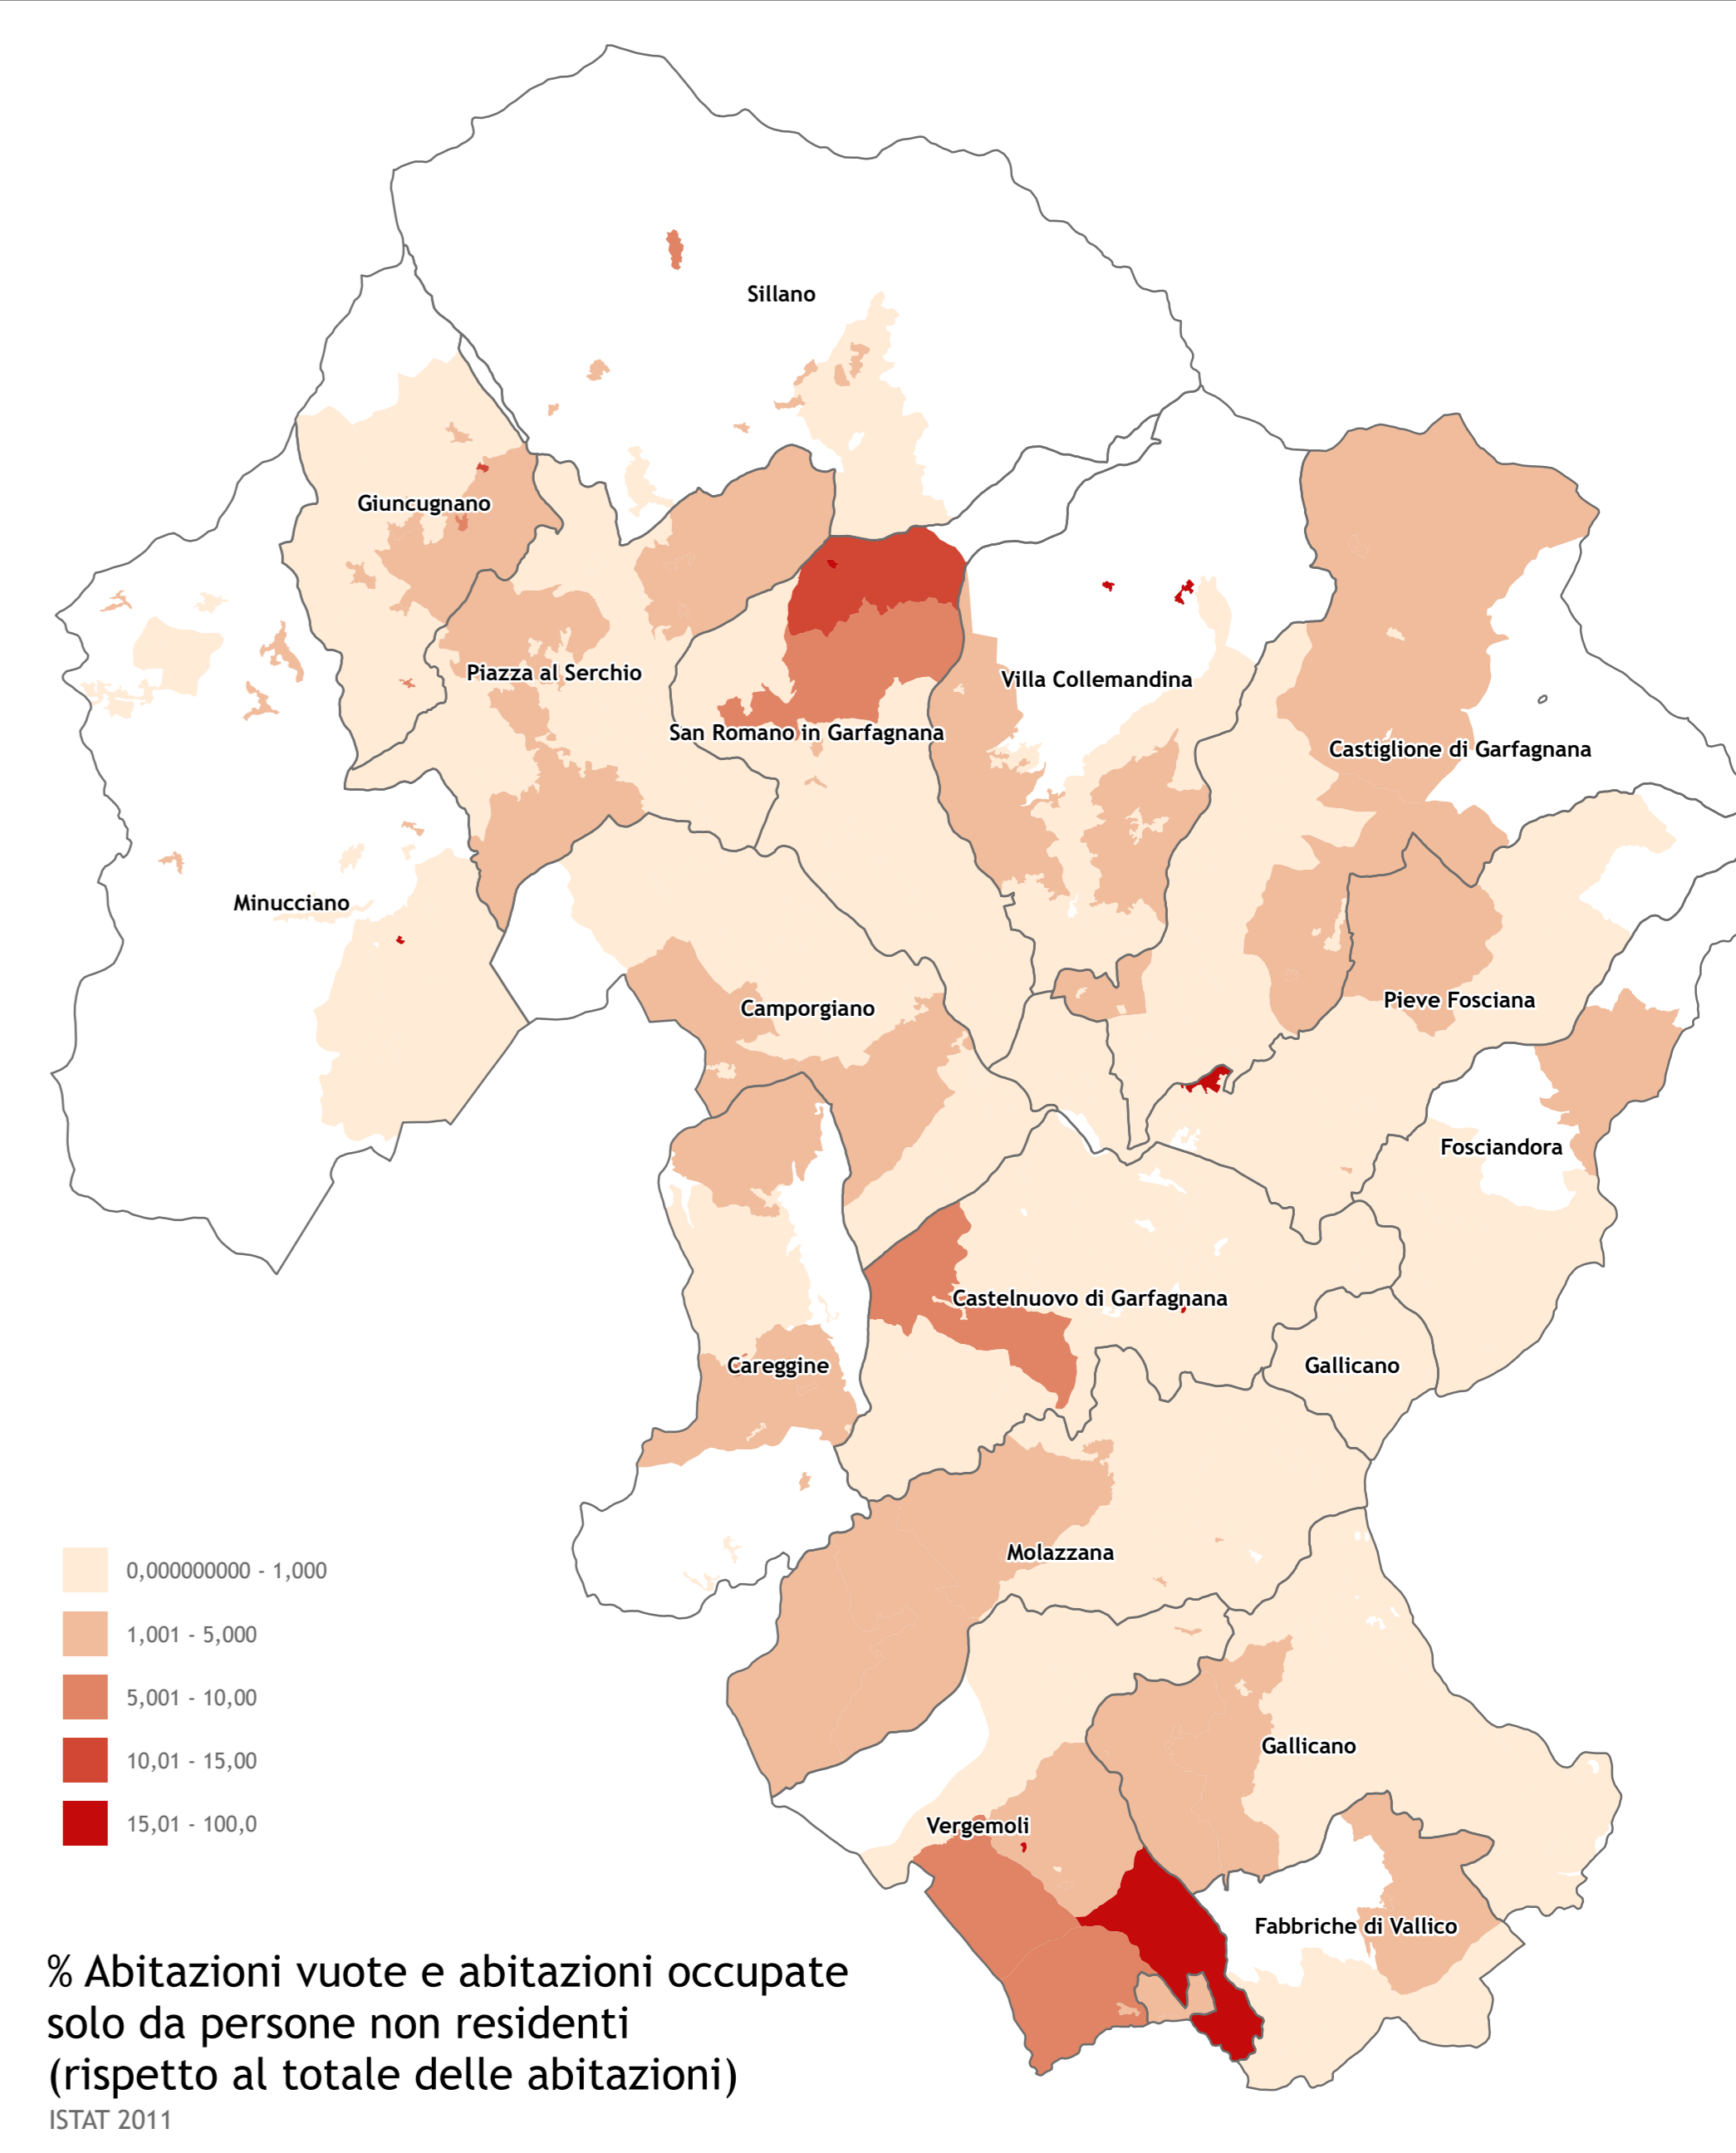 Sillano
Giuncugnano
Piazza al Serchio
Villa Collemandina
San Romano in Garfagnana
Castiglione di Garfagnana
Minucciano
Camporgiano
Pieve Fosciana
Fosciandora
Castelnuovo di Garfagnana
Careggine
Gallicano
Molazzana
Gallicano
Vergemoli
Fabbriche di Vallico
0,000000000 - 1,000
1,001 - 5,000
5,001 - 10,00
10,01 - 15,00
15,01 - 100,0
% Abitazioni vuote e abitazioni occupate
solo da persone non residenti
(rispetto al totale delle abitazioni)
ISTAT 2011